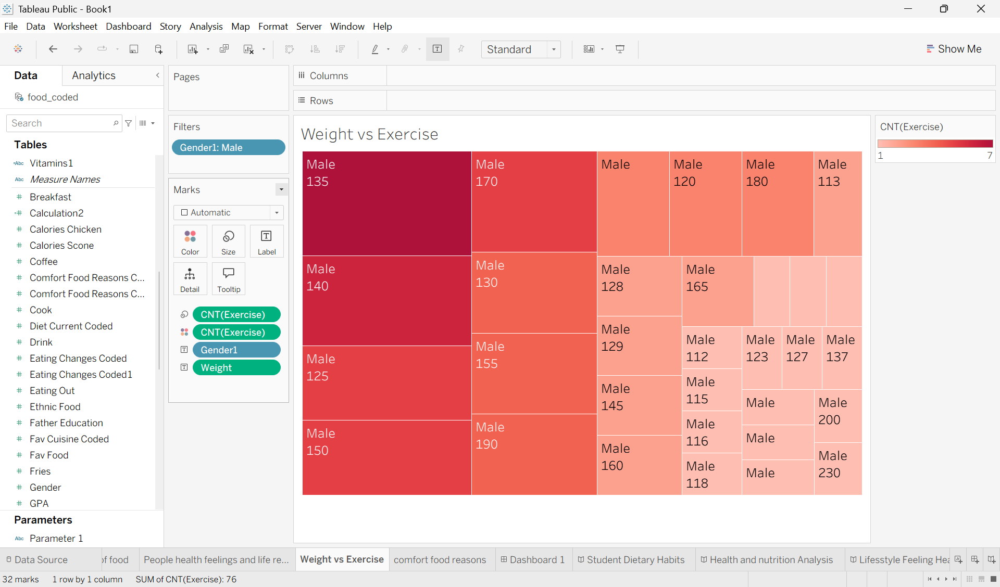 Tableau Public - Book1
File Data Worksheet Dashboard Story Analysis Map Format Server Window Help
Standard
Show Me
Data
Analytics
food_coded
Search
Tables
Abc Vitamins1
Abc Measure Names
Breakfast
Calculation2
Calories Chicken
Calories Scone
Coffee
Comfort Food Reasons C...
Comfort Food Reasons C...
Cook
Diet Current Coded
Drink
Eating Changes Coded
Eating Changes Coded1
Eating Out
Ethnic Food
Father Education
Fav Cuisine Coded
Fav Food
Fries
Gender
GPA
Parameters
Abc Parameter 1
Pages
Filters
Gender1: Male
Marks
Automatic
Color
Size
Label
Detail
Tooltip
CNT(Exercise)
CNT(Exercise)
Gender1
Weight
Columns
Rows
Weight vs Exercise
Male
135
Male
140
Male
125
Male
150
Male
170
Male
130
Male
155
Male
190
Male
Male
120
Male
180
Male
113
Male
128
Male
129
Male
145
Male
160
Male
165
Male
112
Male
115
Male
116
Male
118
Male
123
Male
127
Male
137
Male
Male
Male
Male
200
Male
230
CNT(Exercise)
1
7
Data Source
of food
People health feelings and life re...
Weight vs Exercise
comfort food reasons
Dashboard 1
Student Dietary Habits
Health and nutrition Analysis
Lifesstyle Feeling Hea
32 marks
1 row by 1 column
SUM of CNT(Exercise): 76